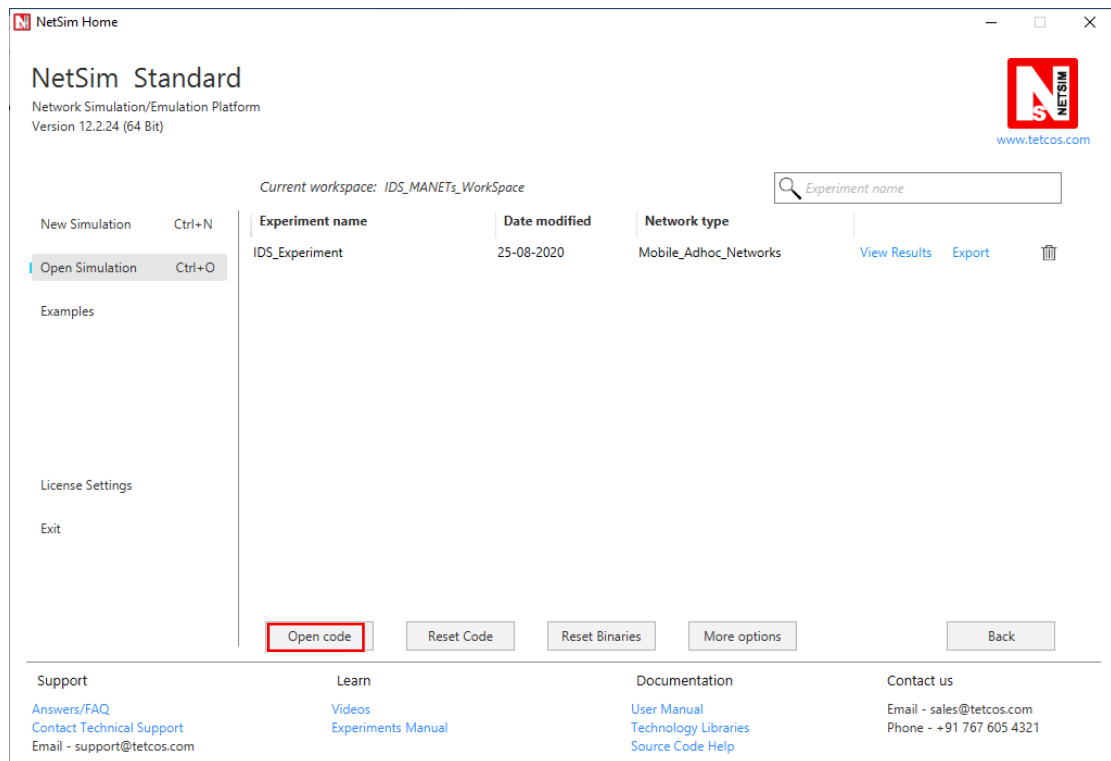 NetSim Home
NetSim Standard
Network Simulation/Emulation Platform
Version 12.2.24 (64 Bit)
N
S
NETSIM
www.tetcos.com
Current workspace: IDS_MANETs_WorkSpace
Experiment name
New Simulation Ctrl+N
Open Simulation Ctrl+O
Examples
License Settings
Exit
Experiment name Date modified Network type
IDS_Experiment 25-08-2020 Mobile_Adhoc_Networks View Results Export
Open code Reset Code Reset Binaries More options Back
Support
Answers/FAQ
Contact Technical Support
Email - support@tetcos.com
Learn
Videos
Experiments Manual
Documentation
User Manual
Technology Libraries
Source Code Help
Contact us
Email - sales@tetcos.com
Phone - +91 767 605 4321